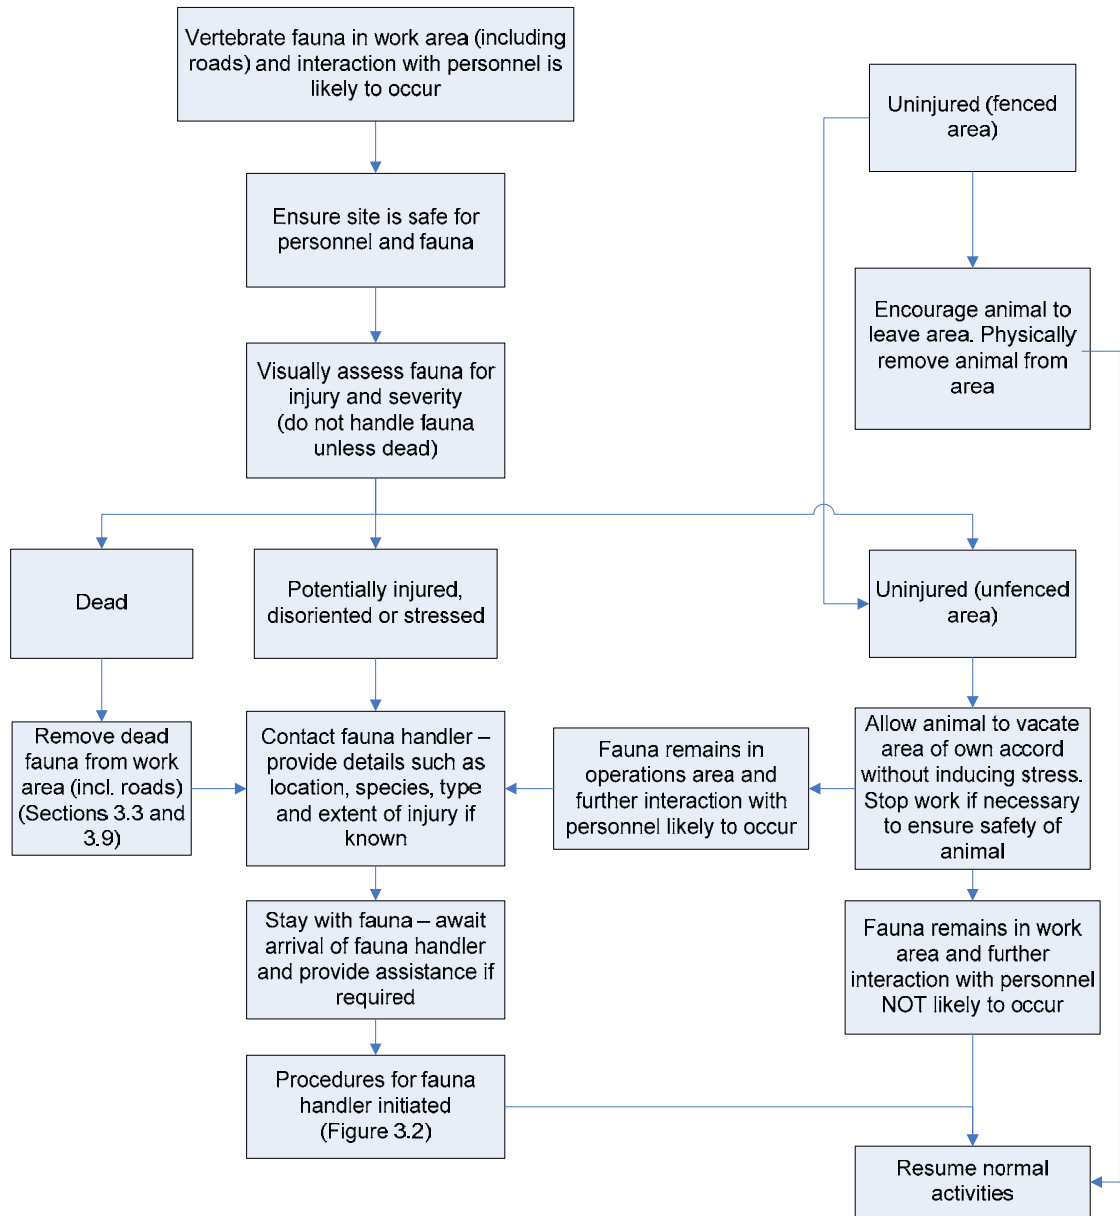 Vertebrate fauna in work area (including
roads) and interaction with personnel is
likely to occur
Uninjured (fenced
area)
Ensure site is safe for
personnel and fauna
Encourage animal to
leave area. Physically
remove animal from
area
Visually assess fauna for
injury and severity
(do not handle fauna
unless dead)
Dead
Potentially injured,
disoriented or stressed
Uninjured (unfenced
area)
Remove dead
fauna from work
area (incl. roads)
(Sections 3.3 and
3.9)
Contact fauna handler –
provide details such as
location, species, type
and extent of injury if
known
Fauna remains in
operations area and
further interaction with
personnel likely to occur
Allow animal to vacate
area of own accord
without inducing stress.
Stop work if necessary
to ensure safety of
animal
Stay with fauna – await
arrival of fauna handler
and provide assistance if
required
Fauna remains in work
area and further
interaction with personnel
NOT likely to occur
Procedures for fauna
handler initiated
(Figure 3.2)
Resume normal
activities